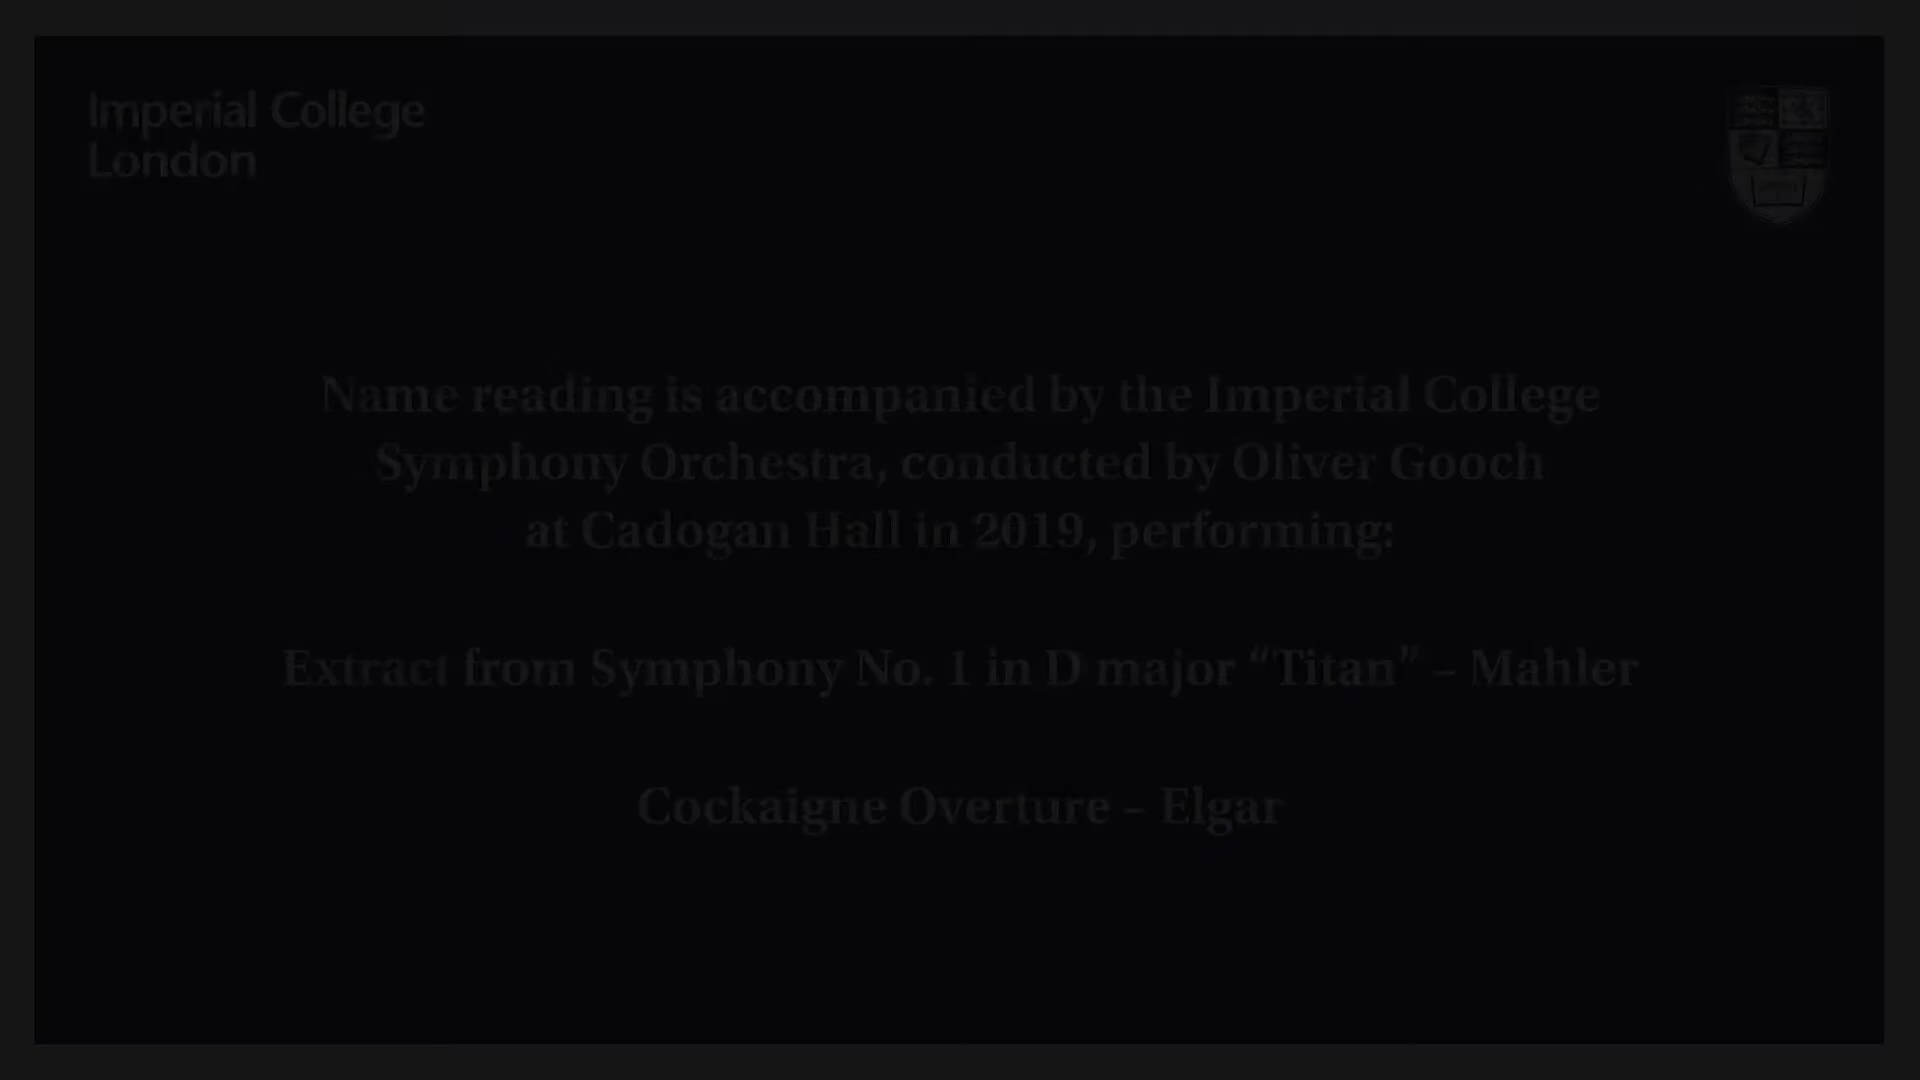 Imperial College
London
Name reading is accompanied by the Imperial College
Symphony Orchestra, conducted by Oliver Gooch
at Cadogan Hall in 2019, performing:
Extract from Symphony No. 1 in D major “Titan” – Mahler
Cockaigne Overture – Elgar